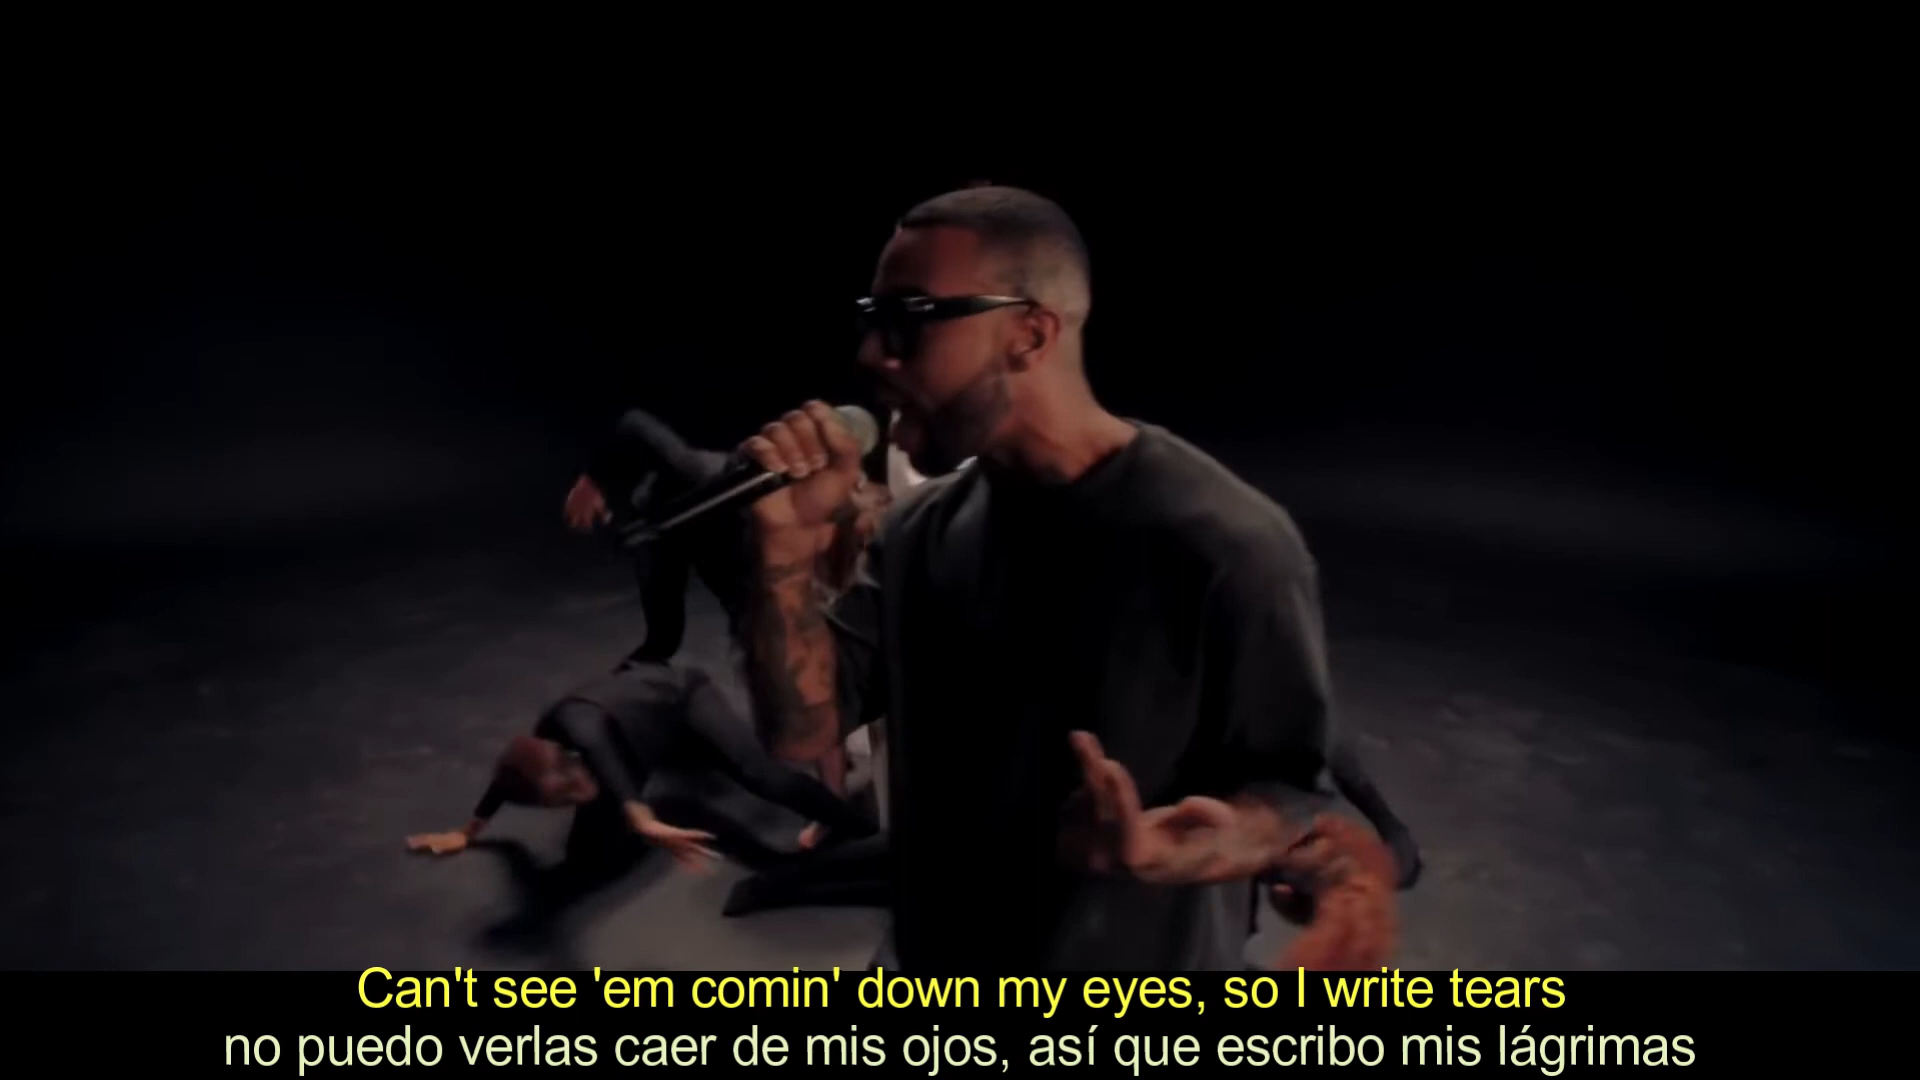 Can't see 'em comin' down my eyes, so I write tears
no puedo verlas caer de mis ojos, así que escribo mis lágrimas